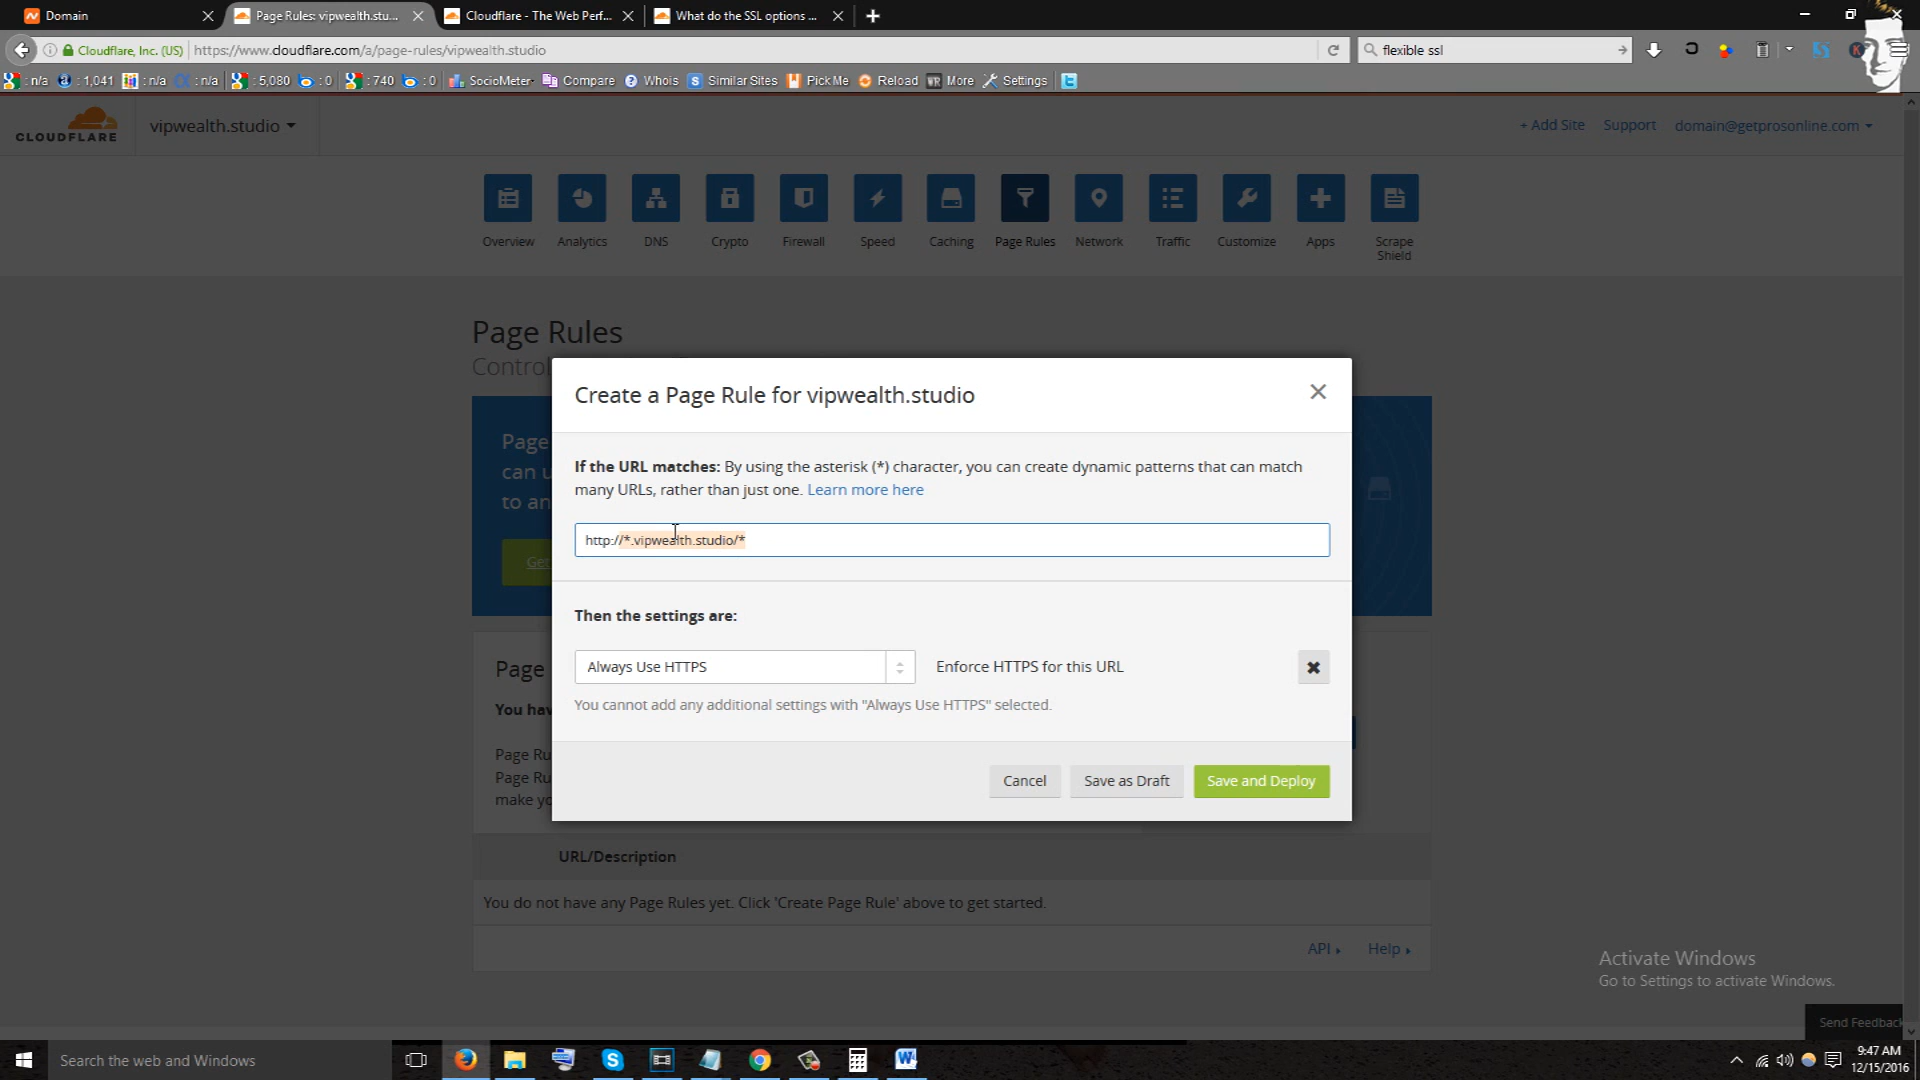 Domain
Page Rules: vipwealth.stu...
Cloudflare - The Web Perf...
What do the SSL options ...
Cloudflare, Inc. (US)
https://www.cloudflare.com/a/page-rules/vipwealth.studio
flexible ssl
: n/a
: 1,041
: n/a
: n/a
: 5,080
: 0
: 740
: 0
SocioMeter
Compare
Whois
Similar Sites
Pick Me
Reload
More
Settings
CLOUDFLARE
vipwealth.studio
+ Add Site
Support
domain@getprosonline.com
Overview
Analytics
DNS
Crypto
Firewall
Speed
Caching
Page Rules
Network
Traffic
Customize
Apps
Scrape
Shield
Page Rules
Control
Page
can u
to an
Ge
Create a Page Rule for vipwealth.studio
If the URL matches: By using the asterisk (*) character, you can create dynamic patterns that can match
many URLs, rather than just one. Learn more here
http://*.vipwealth.studio/*
Then the settings are:
Always Use HTTPS
Enforce HTTPS for this URL
You cannot add any additional settings with "Always Use HTTPS" selected.
Cancel
Save as Draft
Save and Deploy
Page
You hav
Page Ru
Page Ru
make yo
URL/Description
You do not have any Page Rules yet. Click 'Create Page Rule' above to get started.
API
Help
Activate Windows
Go to Settings to activate Windows.
Send Feedback
Search the web and Windows
9:47 AM
12/15/2016